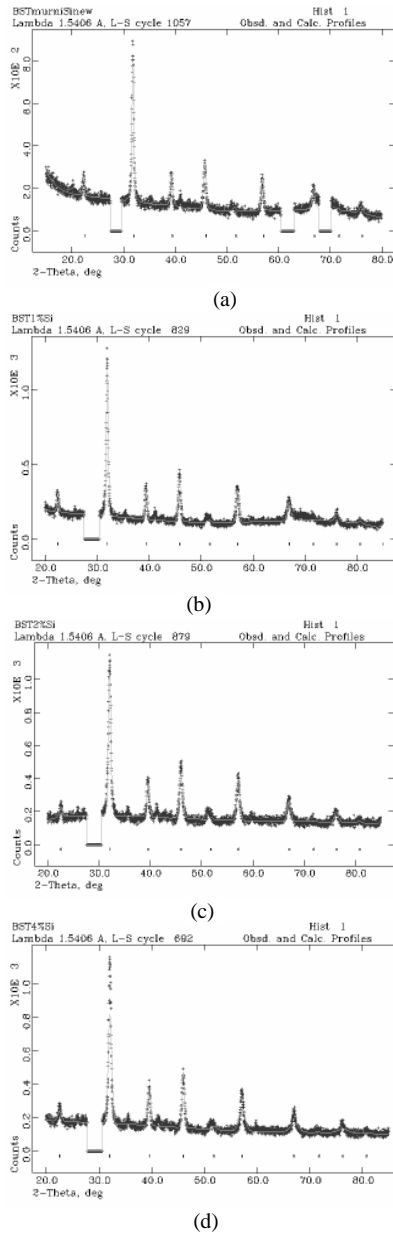 BSTmurniSinew Hist 1
Lambda 1.5406 A, L-S cycle 1057 Obsd. and Calc. Profiles
X10E 2
8.0
6.0
4.0
2.0
0.0
Counts
20.0 30.0 40.0 50.0 60.0 70.0 80.0
2-Theta, deg
(a)
BST1%Si Hist 1
Lambda 1.5406 A, L-S cycle 829 Obsd. and Calc. Profiles
X10E 3
1.0
0.5
0.0
Counts
20.0 30.0 40.0 50.0 60.0 70.0 80.0
2-Theta, deg
(b)
BST2%Si Hist 1
Lambda 1.5406 A, L-S cycle 879 Obsd. and Calc. Profiles
X10E 3
1.0
0.8
0.6
0.4
0.2
0.0
Counts
20.0 30.0 40.0 50.0 60.0 70.0 80.0
2-Theta, deg
(c)
BST4%Si Hist 1
Lambda 1.5406 A, L-S cycle 692 Obsd. and Calc. Profiles
X10E 3
1.0
0.8
0.6
0.4
0.2
0.0
Counts
20.0 30.0 40.0 50.0 60.0 70.0 80.0
2-Theta, deg
(d)